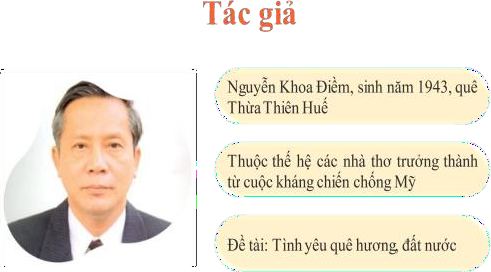 Tác giả
Nguyễn Khoa Điềm, sinh năm 1943, quê
Thừa Thiên Huế
Thuộc thế hệ các nhà thơ trưởng thành
từ cuộc kháng chiến chống Mỹ
Đề tài: Tình yêu quê hương, đất nước